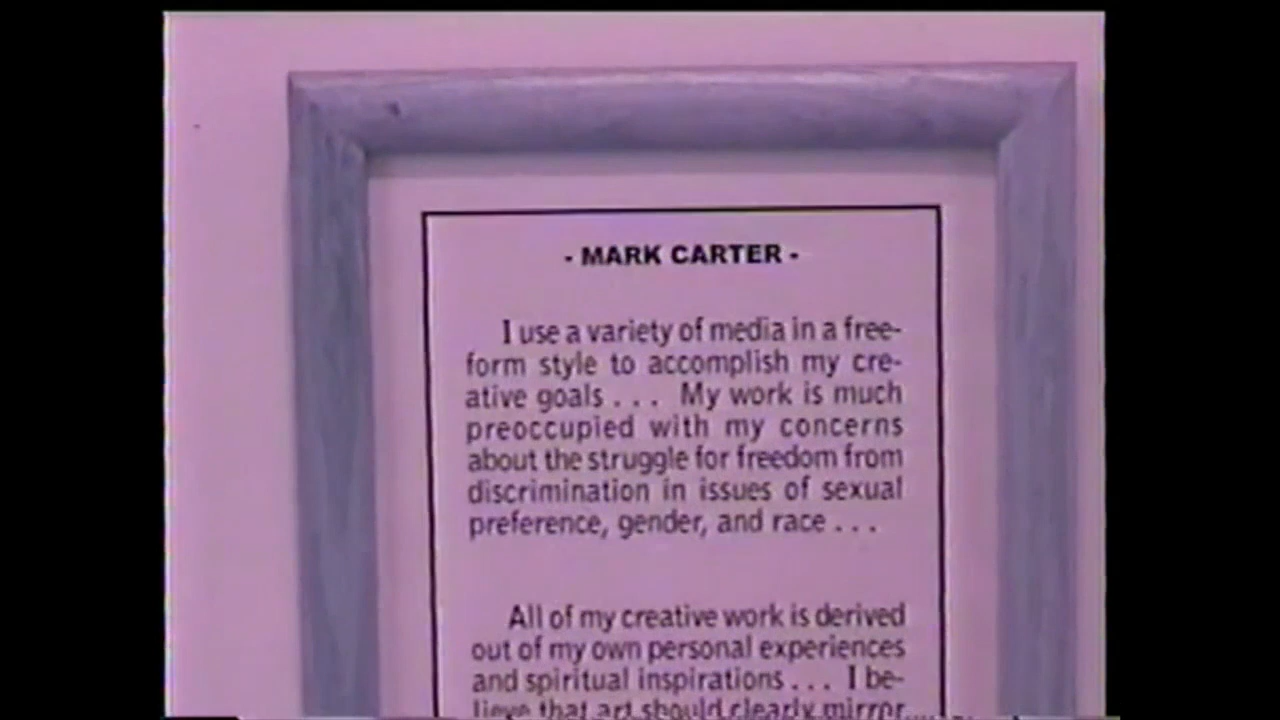 - MARK CARTER -
I use a variety of media in a free-
form style to accomplish my cre-
ative goals . . . My work is much
preoccupied with my concerns
about the struggle for freedom from
discrimination in issues of sexual
preference, gender, and race . . .
All of my creative work is derived
out of my own personal experiences
and spiritual inspirations . . . I be-
lieve that art should clearly mirror